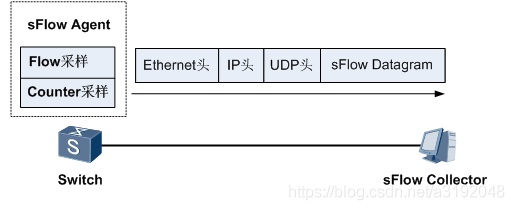 sFlow Agent
Flow采样
Counter采样
Ethernet头 IP头 UDP头 sFlow Datagram
S
Switch
sFlow Collector
https://blog.csdn.net/a3192048